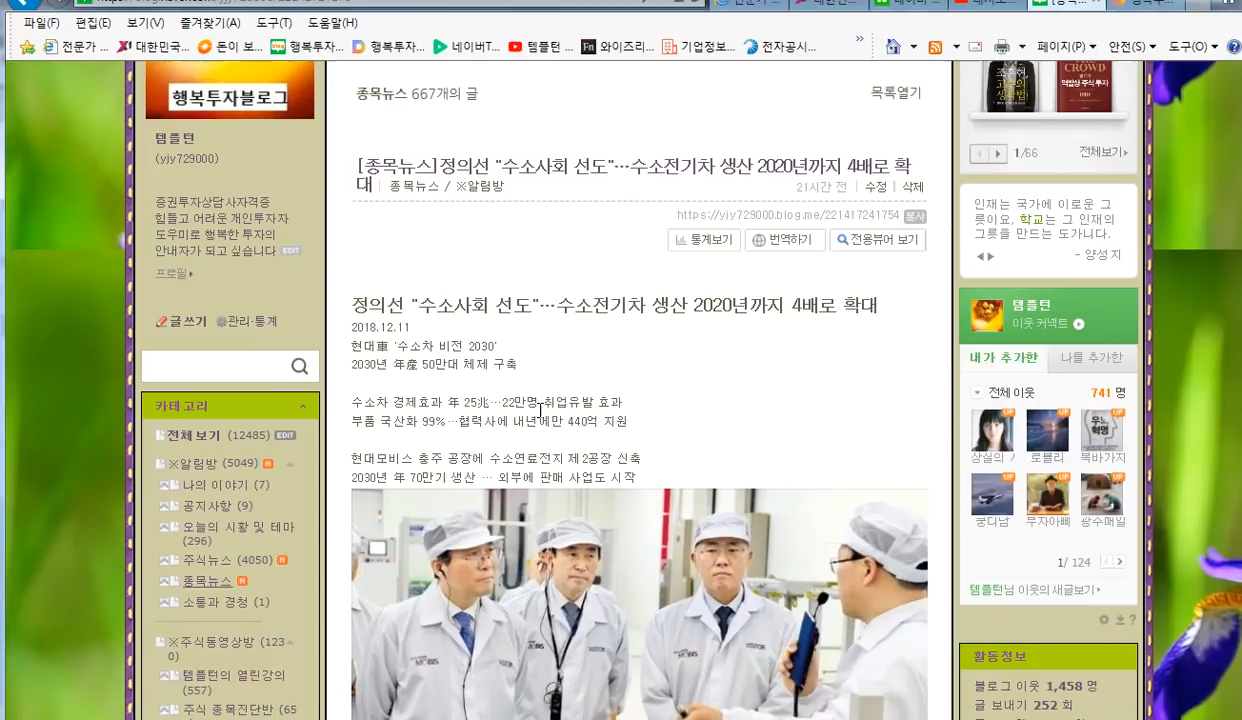 파일(F) 편집(E) 보기(V) 즐겨찾기(A) 도구(T) 도움말(H)
전문가 ... 대한민국... 돈이 보... 행복투자... 행복투자... 네이버T... 템플턴 ... 와이즈리... 기업정보... 전자공시... »
페이지(P) 안전(S) 도구(O)
행복투자블로그
템플턴
(yjy729000)
증권투자상담사자격증
힘들고 어려운 개인투자자
도우미로 행복한 투자의
안내자가 되고 싶습니다 EDIT
프로필
글쓰기 관리·통계
카테고리
전체보기 (12485) EDIT
※알림방 (5049) N
나의 이야기 (7)
공지사항 (9)
오늘의 시황 및 테마
(296)
주식뉴스 (4050) N
종목뉴스 N
소통과 경청 (1)
※주식동영상방 (123
0)
템플턴의 열린강의
(557)
주식 종목진단반 (65
종목뉴스 667개의 글
목록열기
[종목뉴스]정의선 "수소사회 선도"…수소전기차 생산 2020년까지 4배로 확
대 종목뉴스 / ※알림방
21시간 전 수정 삭제
https://yjy729000.blog.me/221417241754 복사
통계보기 번역하기 전용뷰어 보기
정의선 "수소사회 선도"…수소전기차 생산 2020년까지 4배로 확대
2018.12.11
현대車 '수소차 비전 2030'
2030년 年産 50만대 체제 구축
수소차 경제효과 年 25兆…22만명 취업유발 효과
부품 국산화 99%…협력사에 내년에만 440억 지원
현대모비스 충주 공장에 수소연료전지 제2공장 신축
2030년 年 70만기 생산 … 외부에 판매 사업도 시작
MOBIS
VISITOR
MOBIS
VISITOR
CROWD
1/66
전체보기
인재는 국가에 이로운 그
릇이요, 학교는 그 인재의
그릇을 만드는 도가니다.
- 양성지
템플턴
이웃 커넥트
내가 추가한 나를 추가한
전체 이웃 741 명
UP UP UP
로블리 복바가지
UP UP UP
쿵디담 부자아빠 광수매일
1/ 124
템플턴님 이웃의 새글보기
활동정보
블로그 이웃 1,458 명
글 보내기 252 회